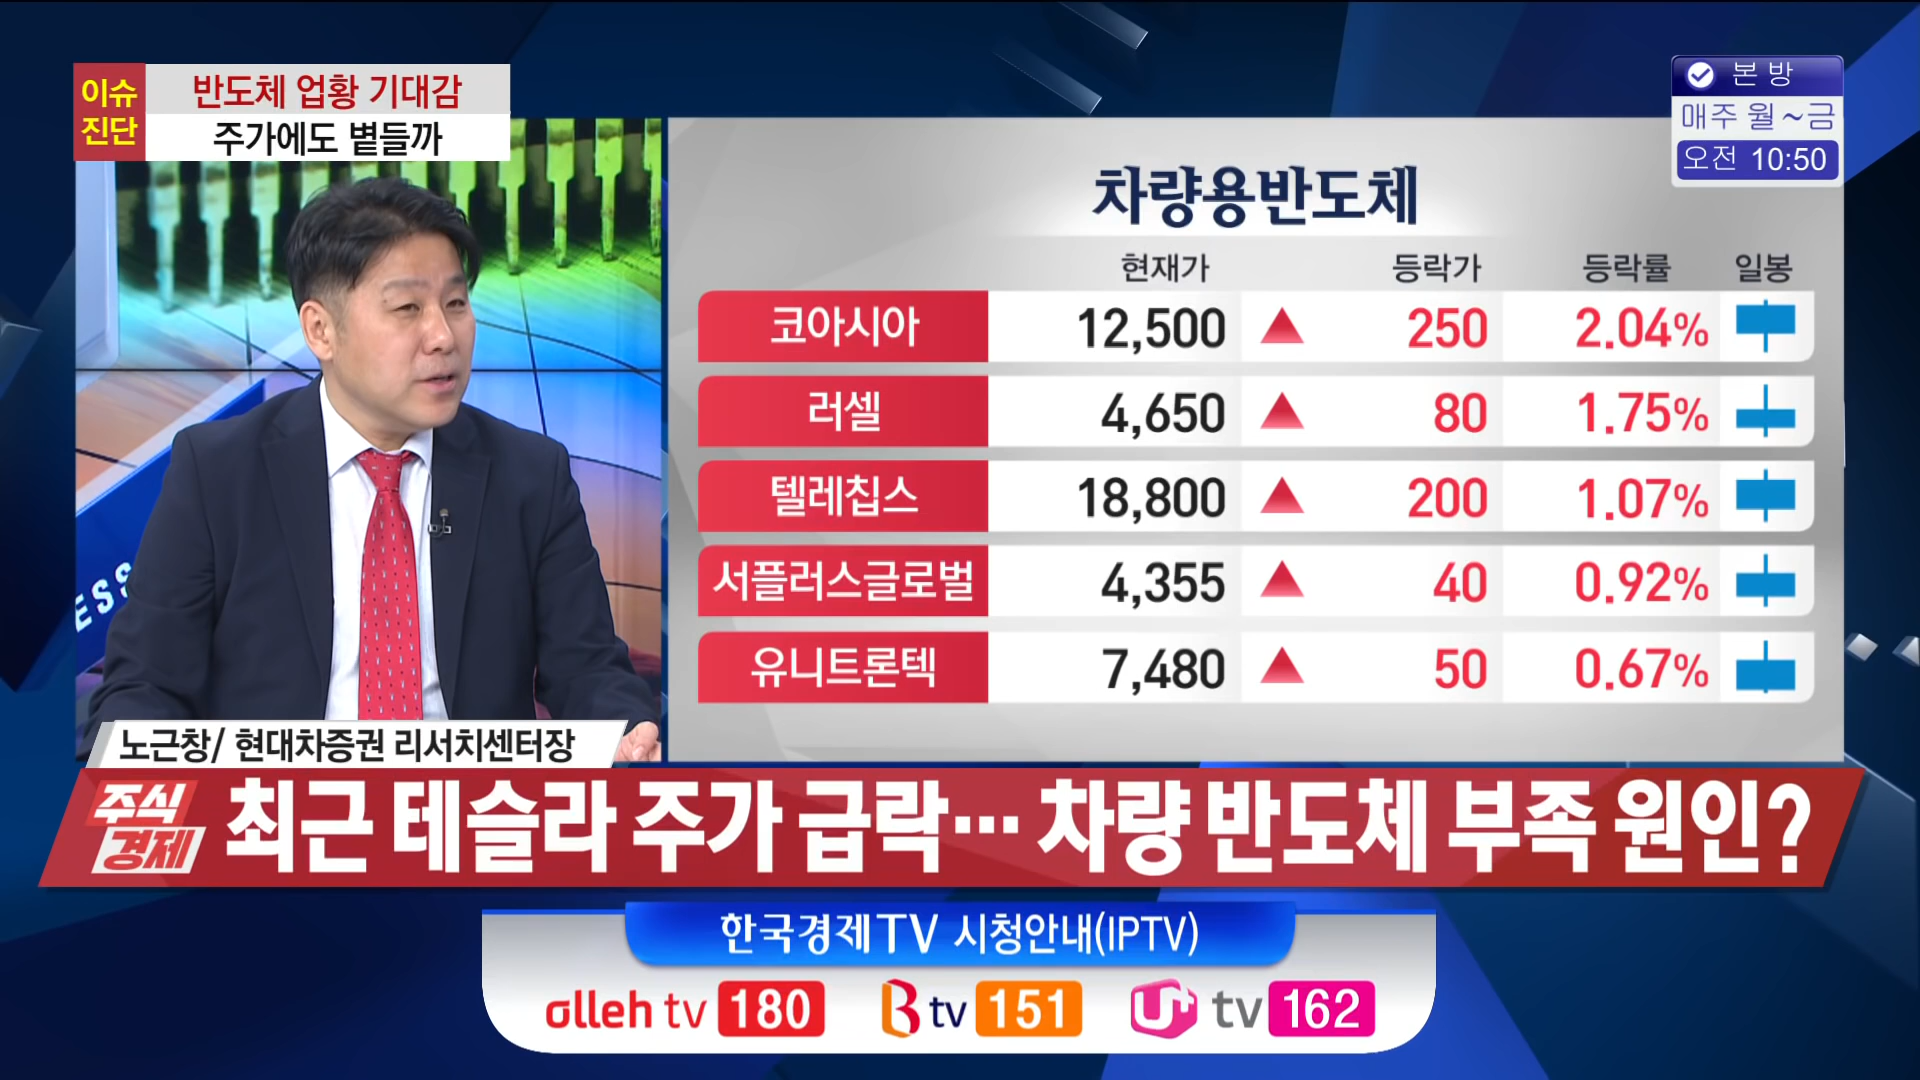 이슈
진단
반도체 업황 기대감
주가에도 볕들까
본 방
매주 월~금
오전 10:50
차량용반도체
현재가 등락가 등락률 일봉
코아시아 12,500 ▲ 250 2.04%
러셀 4,650 ▲ 80 1.75%
텔레칩스 18,800 ▲ 200 1.07%
서플러스글로벌 4,355 ▲ 40 0.92%
유니트론텍 7,480 ▲ 50 0.67%
ESS
노근창/ 현대차증권 리서치센터장
주식
경제
최근 테슬라 주가 급락… 차량 반도체 부족 원인?
한국경제TV 시청안내(IPTV)
olleh tv 180 B tv 151 U+ tv 162